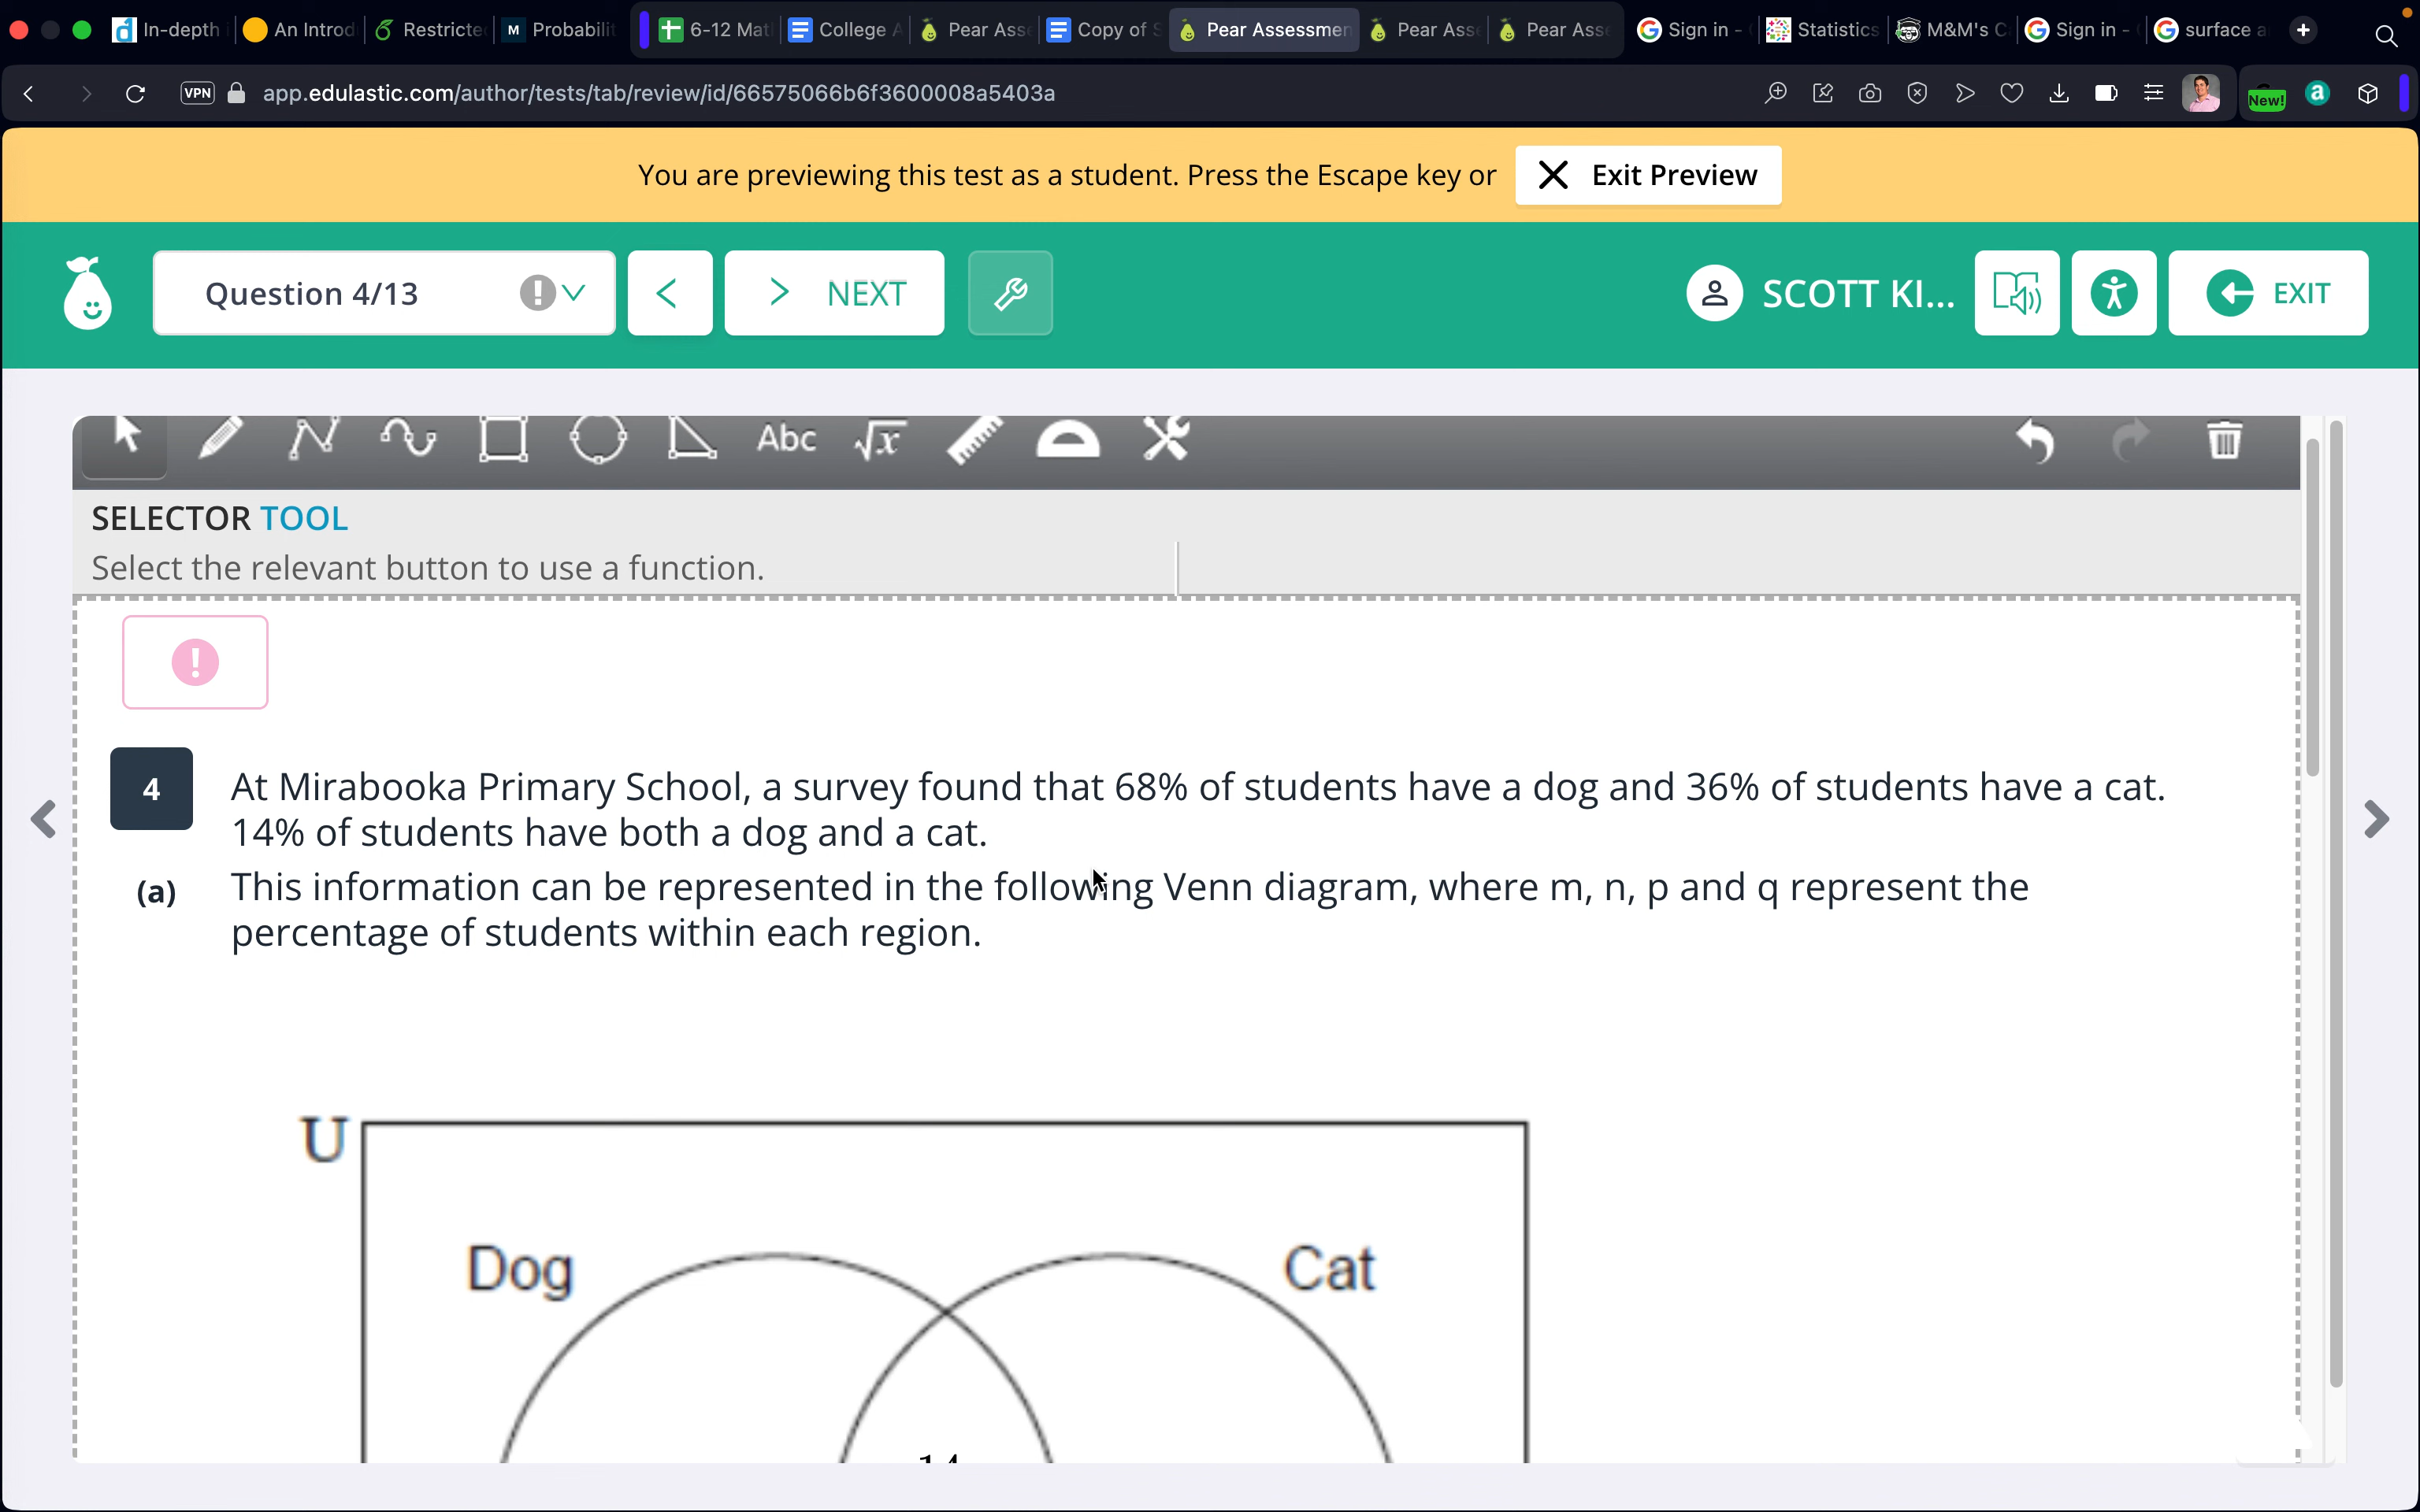 In-depth
An Introd
Restricte
M Probabilit
6-12 Mat
College A
Pear Ass
Copy of S
Pear Assessmen
Pear Asse
Pear Asse
Sign in -
Statistics
M&M's C
Sign in -
surface a
VPN
app.edulastic.com/author/tests/tab/review/id/66575066b6f3600008a5403a
New!
a
You are previewing this test as a student. Press the Escape key or
Exit Preview
Question 4/13
NEXT
SCOTT KI...
EXIT
Abc
√x
SELECTOR TOOL
Select the relevant button to use a function.
4
At Mirabooka Primary School, a survey found that 68% of students have a dog and 36% of students have a cat.
14% of students have both a dog and a cat.
(a)
This information can be represented in the following Venn diagram, where m, n, p and q represent the
percentage of students within each region.
U
Dog
Cat
14